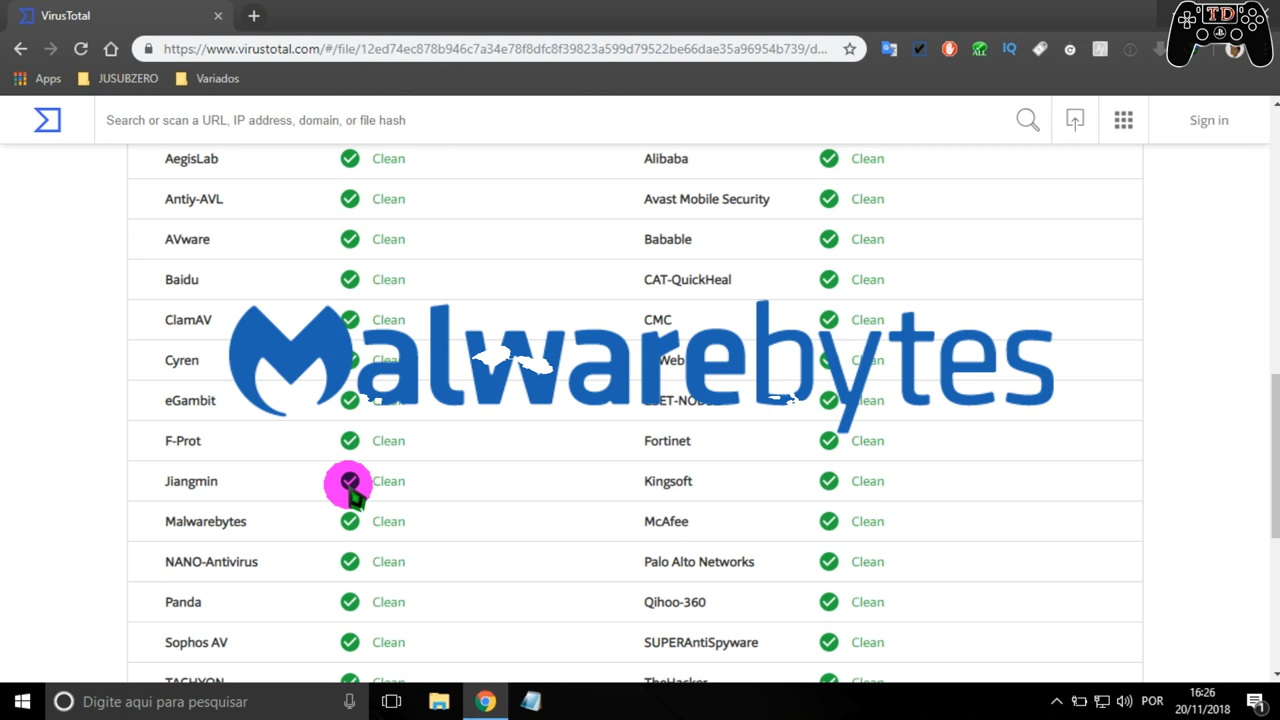 VirusTotal
TD
https://www.virustotal.com/#/file/12ed74ec878b946c7a34e78f8dfc8f39823a599d79522be66dae35a96954b739/d...
IQ
Apps
JUSUBZERO
Variados
Search or scan a URL, IP address, domain, or file hash
Sign in
AegisLab Clean Alibaba Clean
Antiy-AVL Clean Avast Mobile Security Clean
AVware Clean Babable Clean
Baidu Clean CAT-QuickHeal Clean
ClamAV Clean CMC Clean
Malwarebytes
Cyren
eGambit
F-Prot Clean Fortinet Clean
Jiangmin Clean Kingsoft Clean
Malwarebytes Clean McAfee Clean
NANO-Antivirus Clean Palo Alto Networks Clean
Panda Clean Qihoo-360 Clean
Sophos AV Clean SUPERAntiSpyware Clean
Digite aqui para pesquisar
POR
16:26
20/11/2018
1